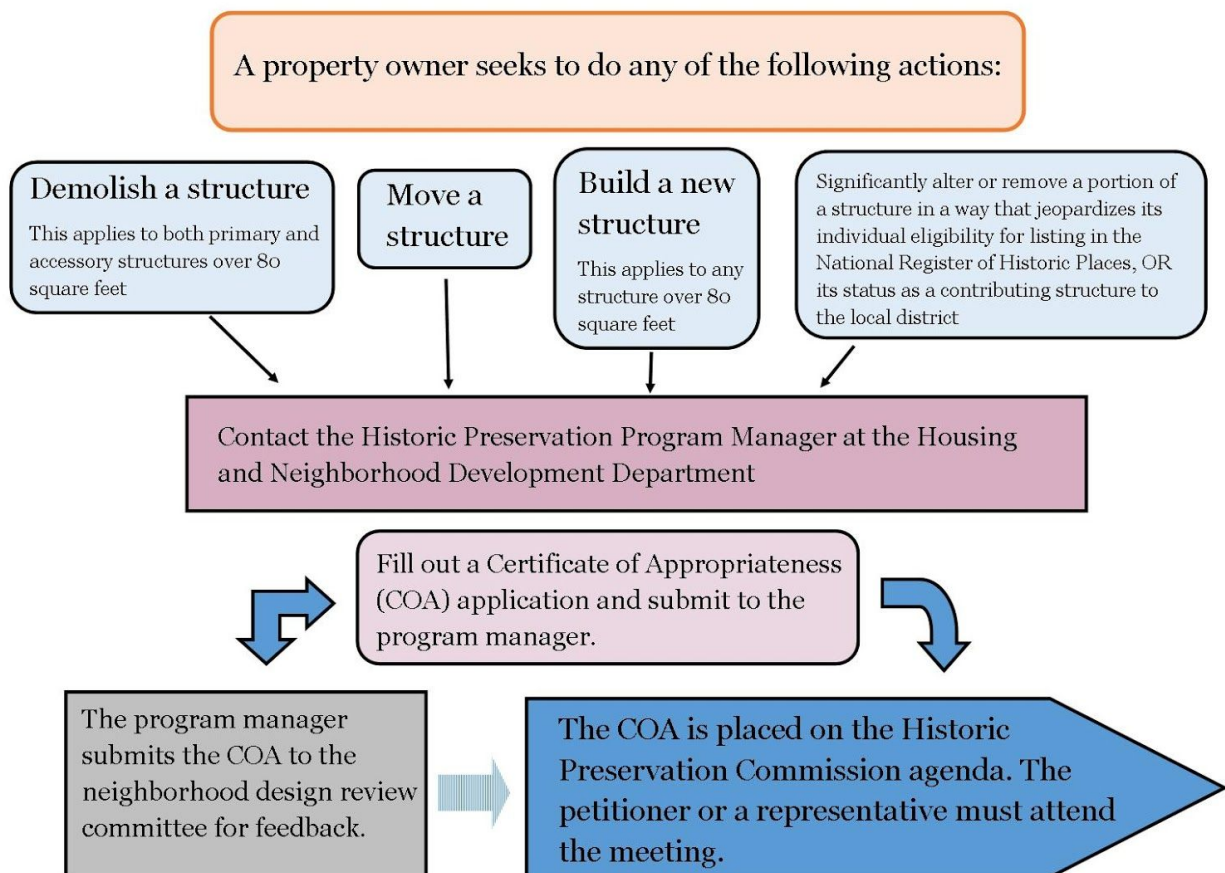 A property owner seeks to do any of the following actions:
Demolish a structure
This applies to both primary and
accessory structures over 80
square feet
Move a
structure
Build a new
structure
This applies to any
structure over 80
square feet
Significantly alter or remove a portion of
a structure in a way that jeopardizes its
individual eligibility for listing in the
National Register of Historic Places, OR
its status as a contributing structure to
the local district
Contact the Historic Preservation Program Manager at the Housing
and Neighborhood Development Department
Fill out a Certificate of Appropriateness
(COA) application and submit to the
program manager.
The program manager
submits the COA to the
neighborhood design review
committee for feedback.
The COA is placed on the Historic
Preservation Commission agenda. The
petitioner or a representative must attend
the meeting.